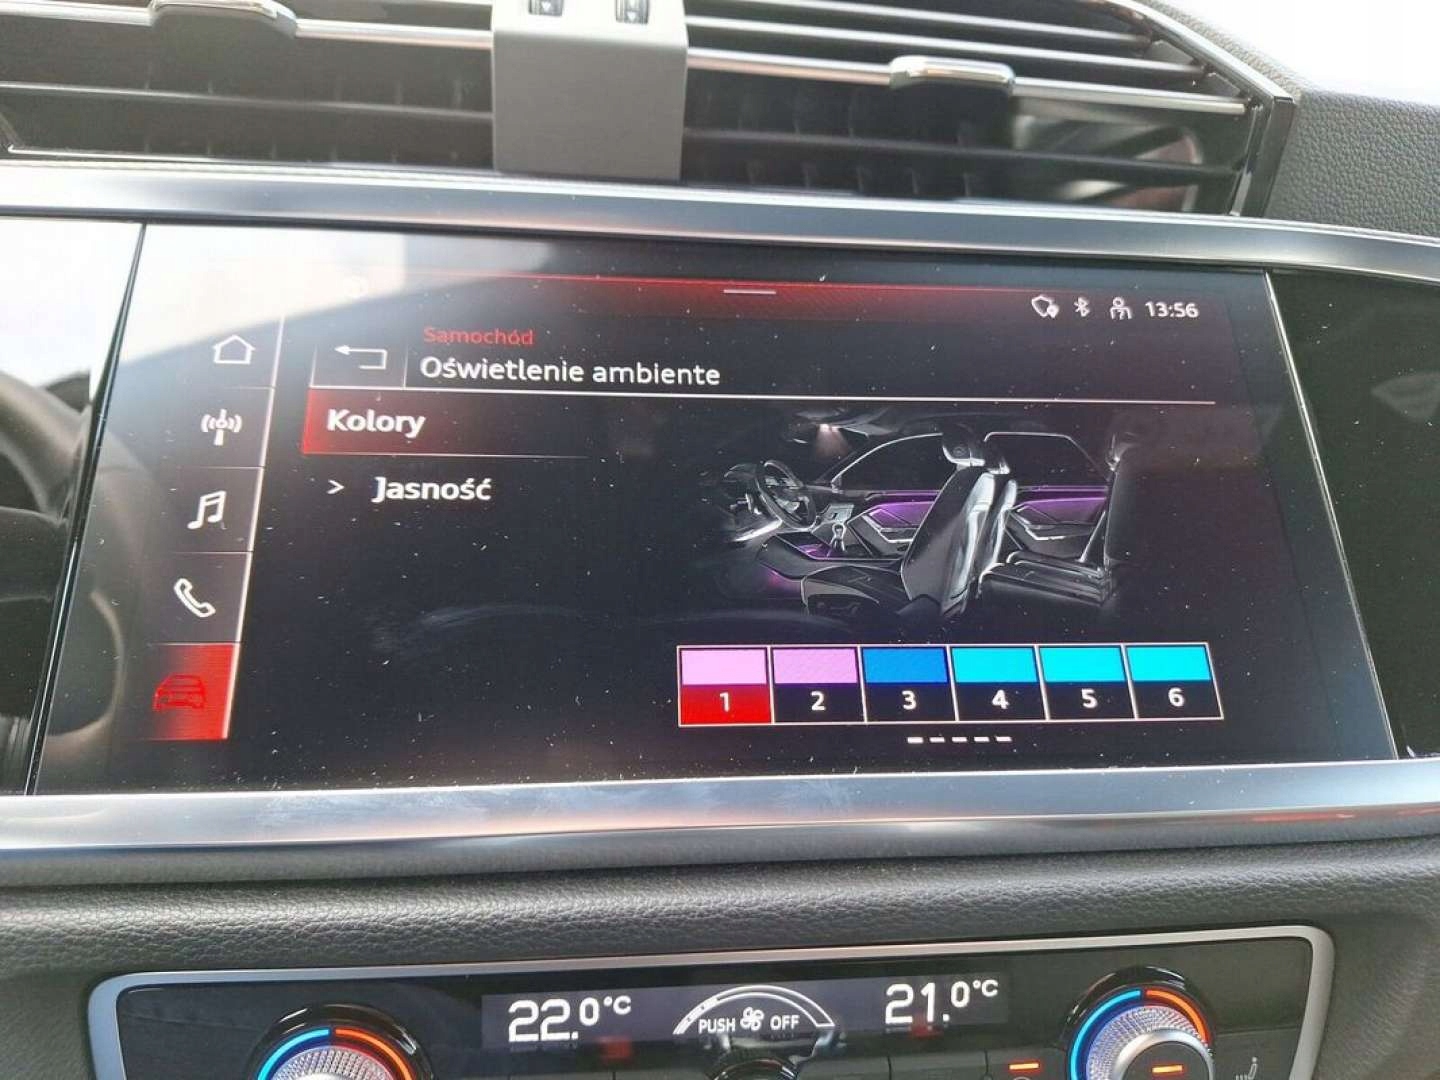 13:56
Samochód
Oświetlenie ambiente
Kolory
> Jasność
1 2 3 4 5 6
22.0°C PUSH OFF 21.0°C